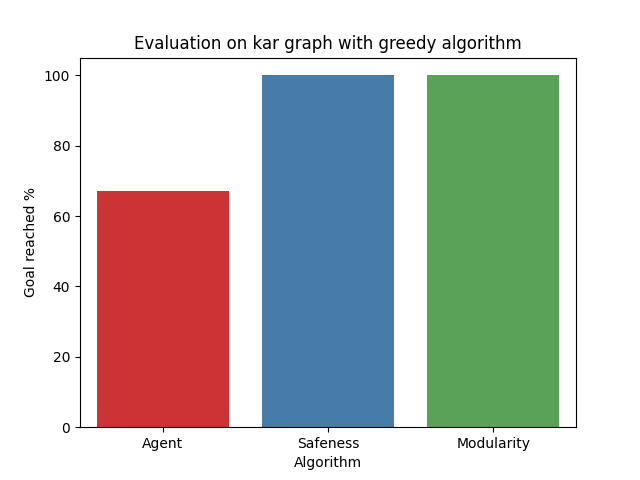 Evaluation on kar graph with greedy algorithm
Goal reached %
100
80
60
40
20
0
Agent
Safeness
Modularity
Algorithm